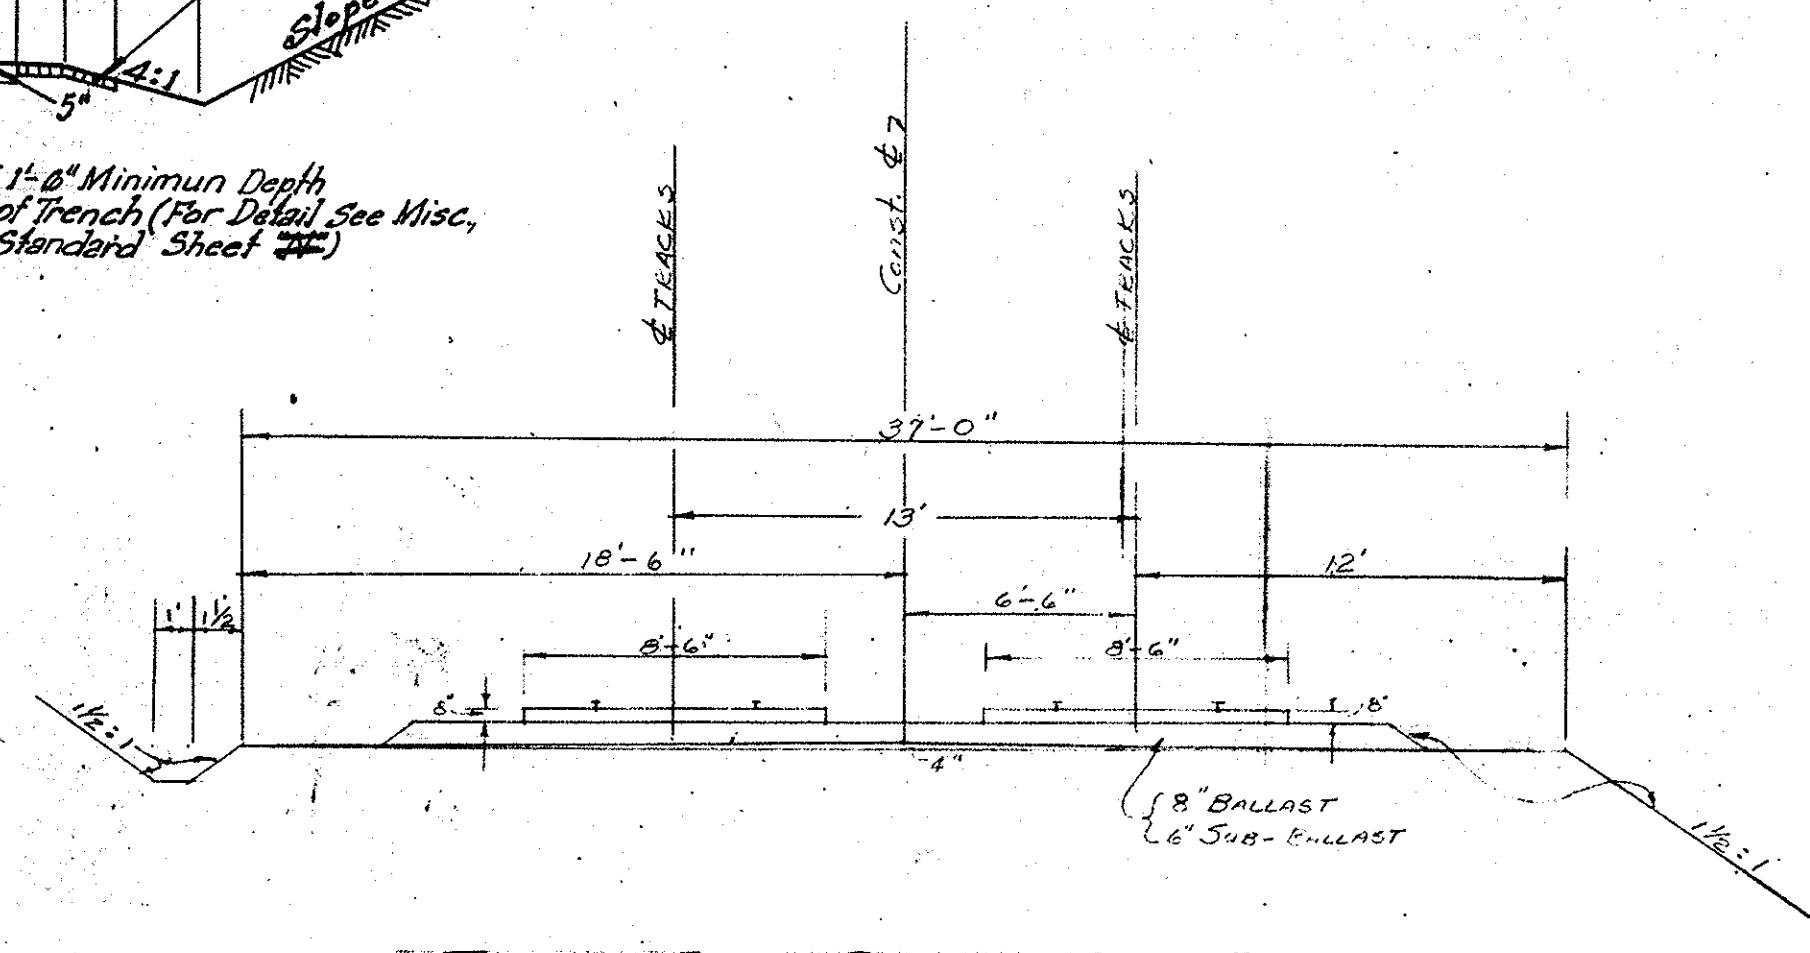 Slope
4:1
5"
1'-6" Minimun Depth
of Trench (For Detail See Misc.,
Standard Sheet
℄ TRACKS
Const. ℄ 7
℄ TRACKS
37'-0"
13'
18'-6"
12'
6'-6"
1'
1½'
8'-6"
8'-6"
8"
8"
1½:1
4"
8" BALLAST
6" SUB-BALLAST
1½:1